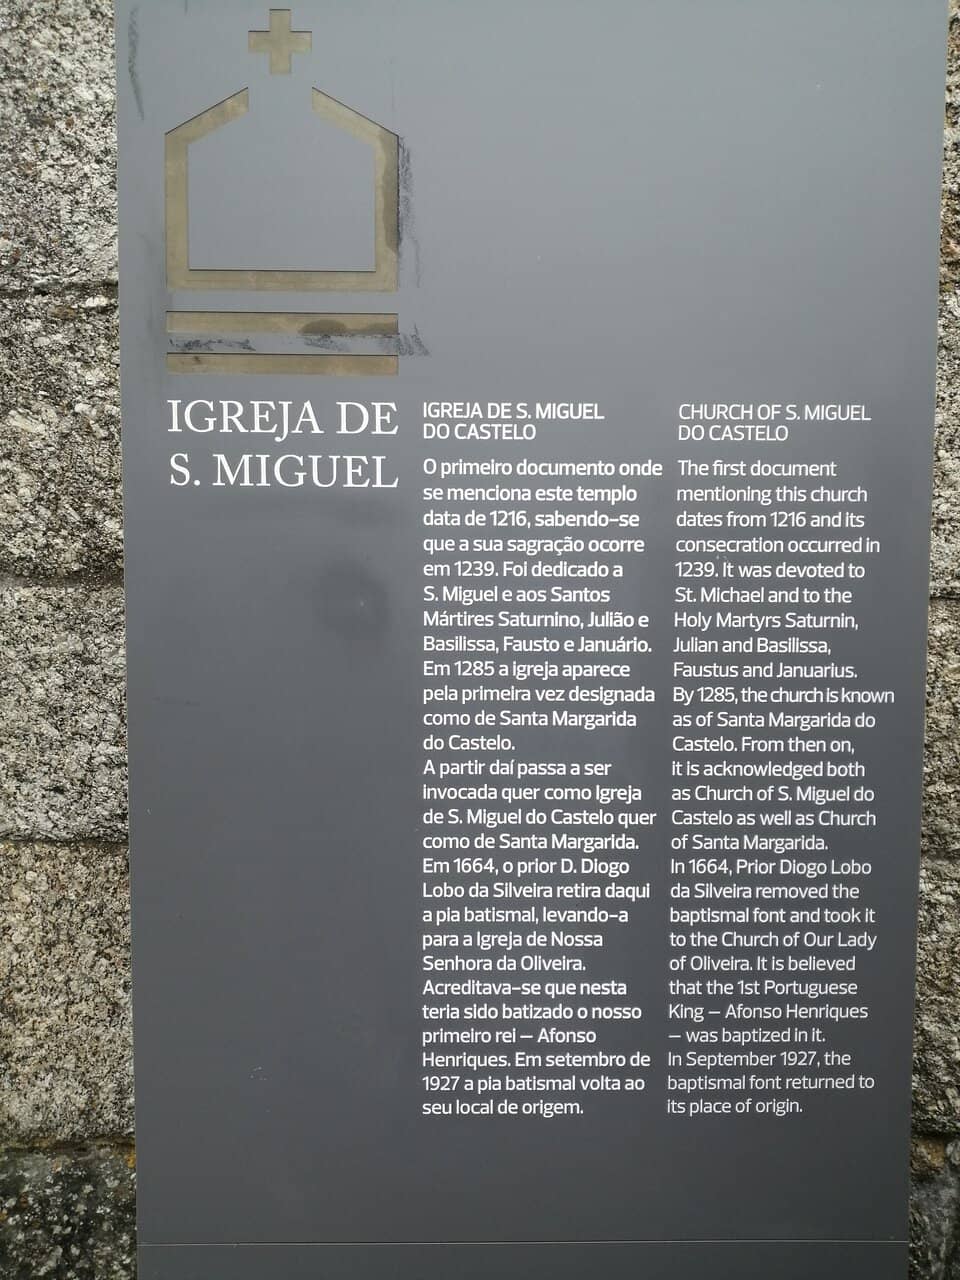 IGREJA DE
S. MIGUEL
IGREJA DE S. MIGUEL
DO CASTELO
O primeiro documento onde
se menciona este templo
data de 1216, sabendo-se
que a sua sagração ocorre
em 1239. Foi dedicado a
S. Miguel e aos Santos
Mártires Saturnino, Julião e
Basilissa, Fausto e Januário.
Em 1285 a igreja aparece
pela primeira vez designada
como de Santa Margarida
do Castelo.
A partir daí passa a ser
invocada quer como Igreja
de S. Miguel do Castelo quer
como de Santa Margarida.
Em 1664, o prior D. Diogo
Lobo da Silveira retira daqui
a pia batismal, levando-a
para a Igreja de Nossa
Senhora da Oliveira.
Acreditava-se que nesta
teria sido batizado o nosso
primeiro rei – Afonso
Henriques. Em setembro de
1927 a pia batismal volta ao
seu local de origem.
CHURCH OF S. MIGUEL
DO CASTELO
The first document
mentioning this church
dates from 1216 and its
consecration occurred in
1239. It was devoted to
St. Michael and to the
Holy Martyrs Saturnin,
Julian and Basilissa,
Faustus and Januarius.
By 1285, the church is known
as of Santa Margarida do
Castelo. From then on,
it is acknowledged both
as Church of S. Miguel do
Castelo as well as Church
of Santa Margarida.
In 1664, Prior Diogo Lobo
da Silveira removed the
baptismal font and took it
to the Church of Our Lady
of Oliveira. It is believed
that the 1st Portuguese
King – Afonso Henriques
– was baptized in it.
In September 1927, the
baptismal font returned to
its place of origin.